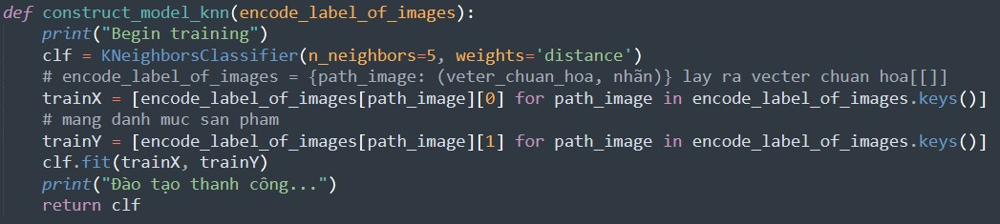 def construct_model_knn(encode_label_of_images):
    print("Begin training")
    clf = KNeighborsClassifier(n_neighbors=5, weights='distance')
    # encode_label_of_images = {path_image: (veter_chuan_hoa, nhãn)} lay ra vecter chuan hoa[[]]
    trainX = [encode_label_of_images[path_image][0] for path_image in encode_label_of_images.keys()]
    # mang danh muc san pham
    trainY = [encode_label_of_images[path_image][1] for path_image in encode_label_of_images.keys()]
    clf.fit(trainX, trainY)
    print("Đào tạo thanh công...")
    return clf